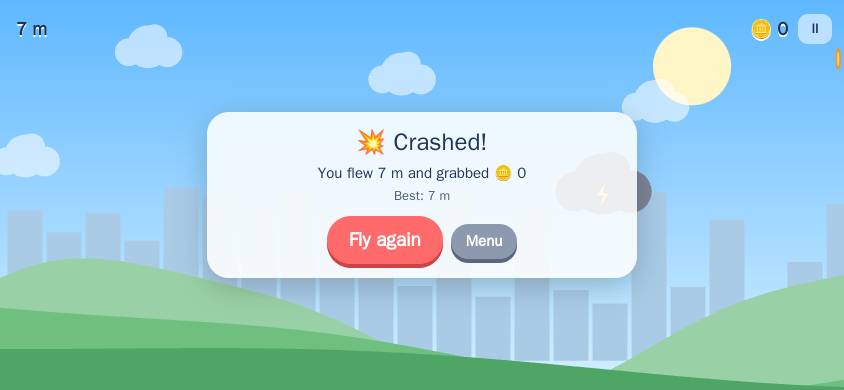 7 m
🪙 0
💥 Crashed!
You flew 7 m and grabbed 🪙 0
Best: 7 m
Fly again
Menu